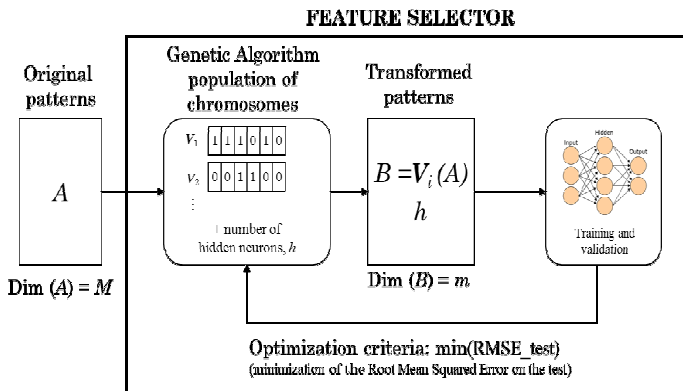 FEATURE SELECTOR
Original
patterns
A
Dim (A) = M
Genetic Algorithm
population of
chromosomes
V₁ 1 1 1 0 1 0
V₂ 0 0 1 1 0 0
⋮
+ number of
hidden neurons, h
Transformed
patterns
B = Vᵢ (A)
h
Dim (B) = m
Input
Hidden
Output
Training and
validation
Optimization criteria: min(RMSE_test)
(minimization of the Root Mean Squared Error on the test)